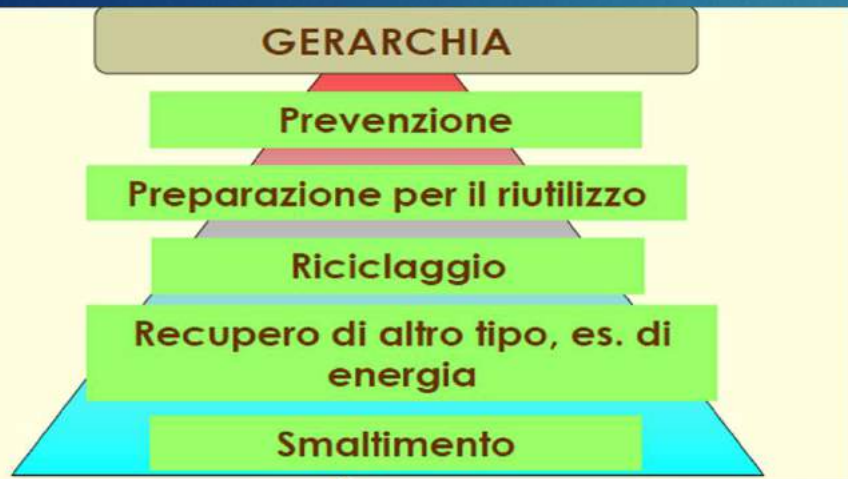 GERARCHIA
Prevenzione
Preparazione per il riutilizzo
Riciclaggio
Recupero di altro tipo, es. di
energia
Smaltimento